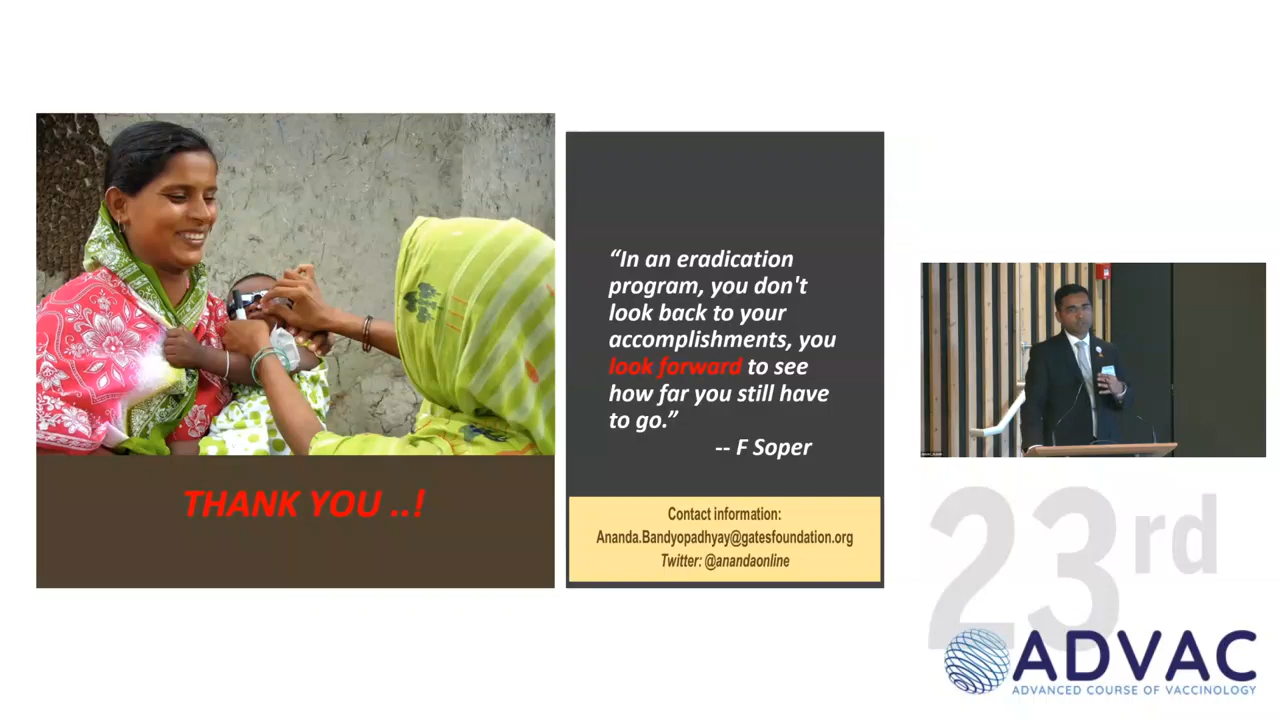 THANK YOU ..!
“In an eradication
program, you don't
look back to your
accomplishments, you
look forward to see
how far you still have
to go.”
-- F Soper
Contact information:
Ananda.Bandyopadhyay@gatesfoundation.org
Twitter: @anandaonline
23rd
ADVAC
ADVANCED COURSE OF VACCINOLOGY